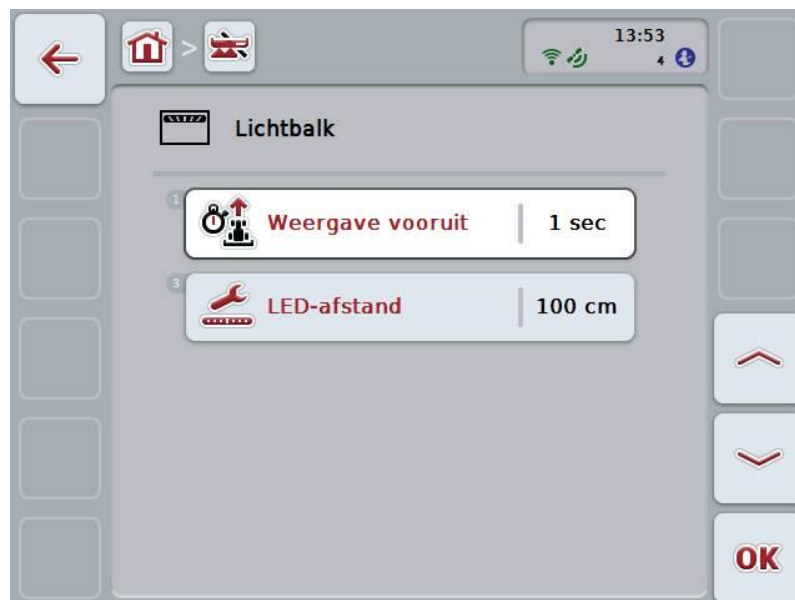 13:53
4
Lichtbalk
1
Weergave vooruit 1 sec
3
LED-afstand 100 cm
OK